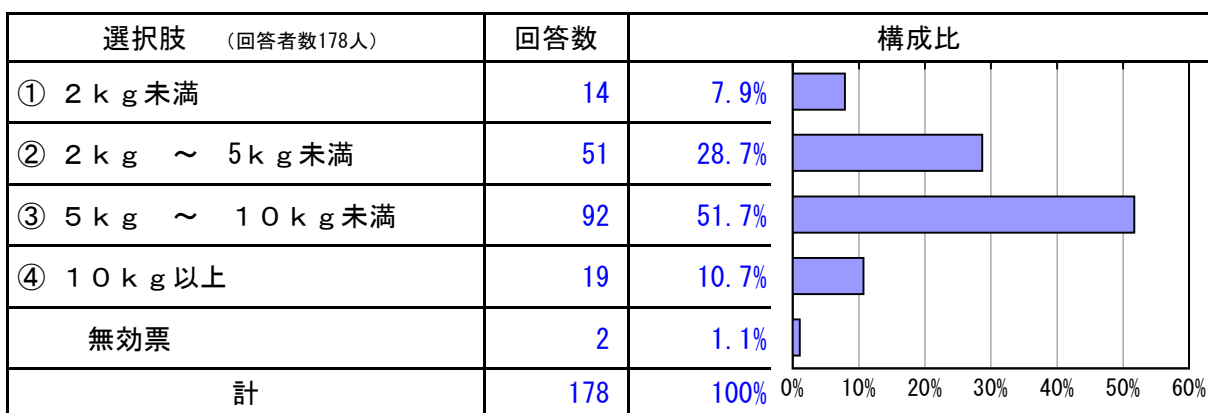 選択肢 （回答者数178人） 回答数 構成比
① ２ｋｇ未満 14 7.9%
② ２ｋｇ ～ 5ｋｇ未満 51 28.7%
③ ５ｋｇ ～ １０ｋｇ未満 92 51.7%
④ １０ｋｇ以上 19 10.7%
無効票 2 1.1%
計 178 100% 0% 10% 20% 30% 40% 50% 60%